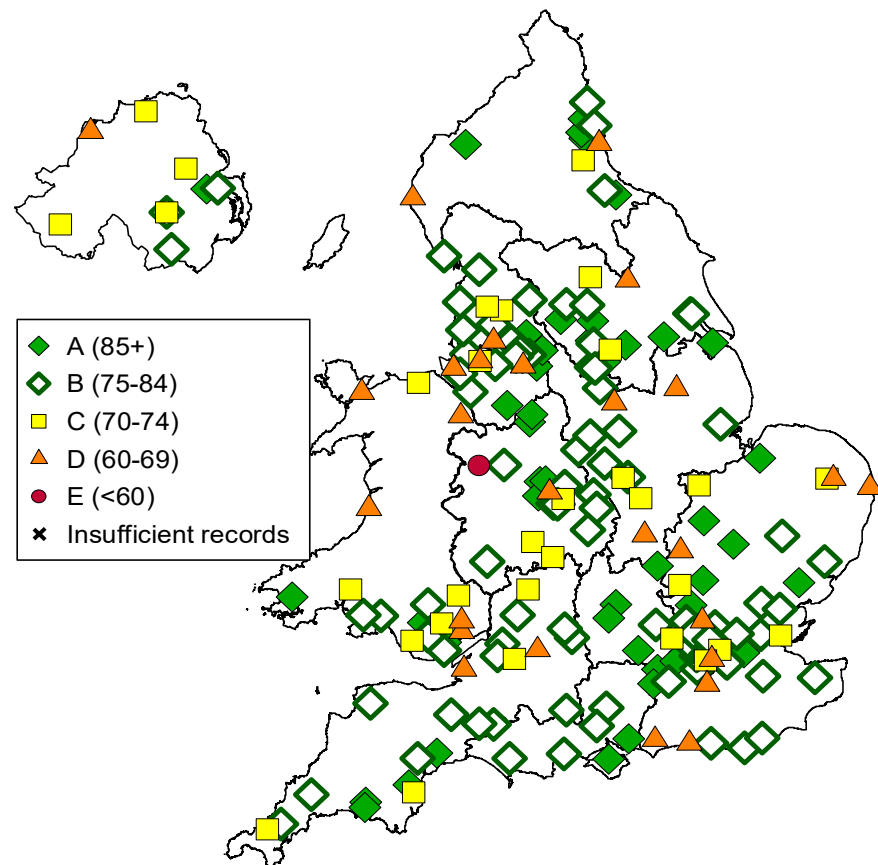 A (85+)
B (75-84)
C (70-74)
D (60-69)
E (<60)
Insufficient records